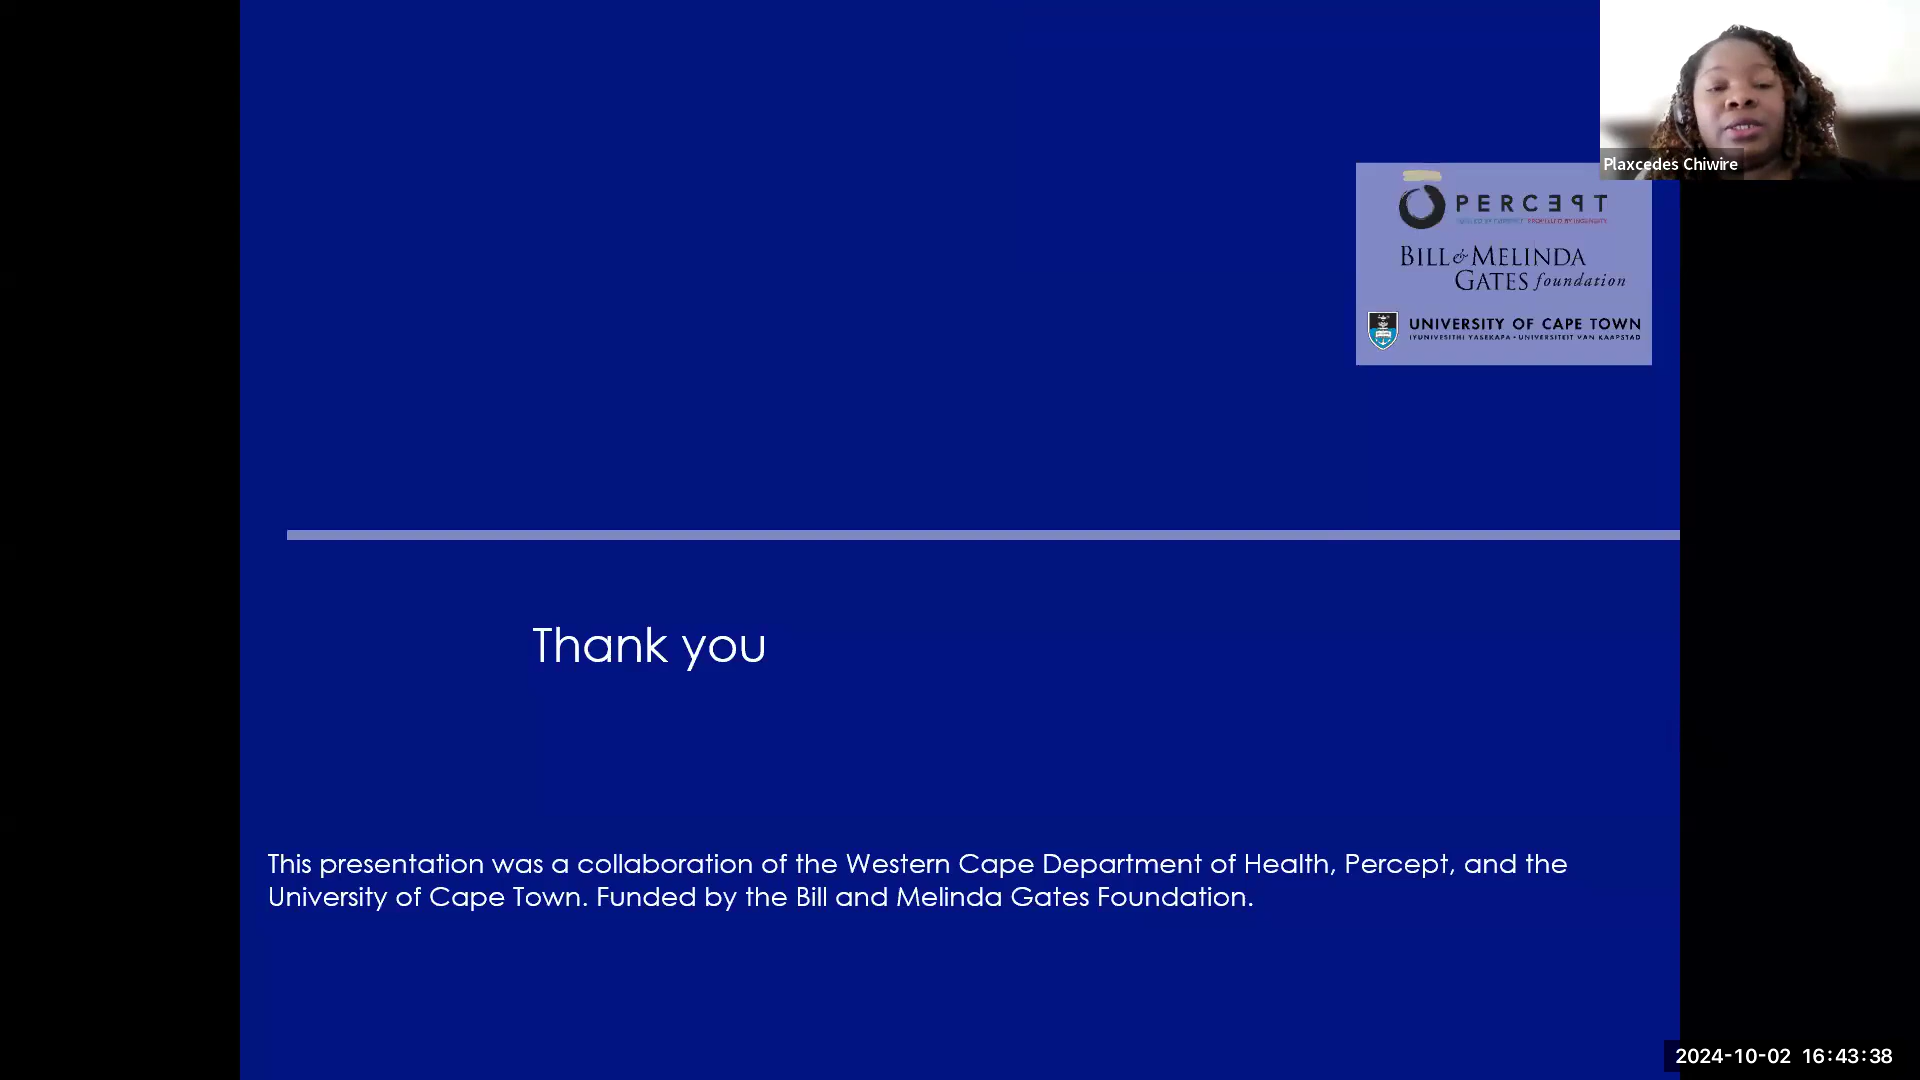 Plaxcedes Chiwire
PERCEPT
BILL & MELINDA
GATES foundation
UNIVERSITY OF CAPE TOWN
IYUNIVESITHI YASEKAPA • UNIVERSITEIT VAN KAAPSTAD
Thank you
This presentation was a collaboration of the Western Cape Department of Health, Percept, and the
University of Cape Town. Funded by the Bill and Melinda Gates Foundation.
2024-10-02 16:43:38